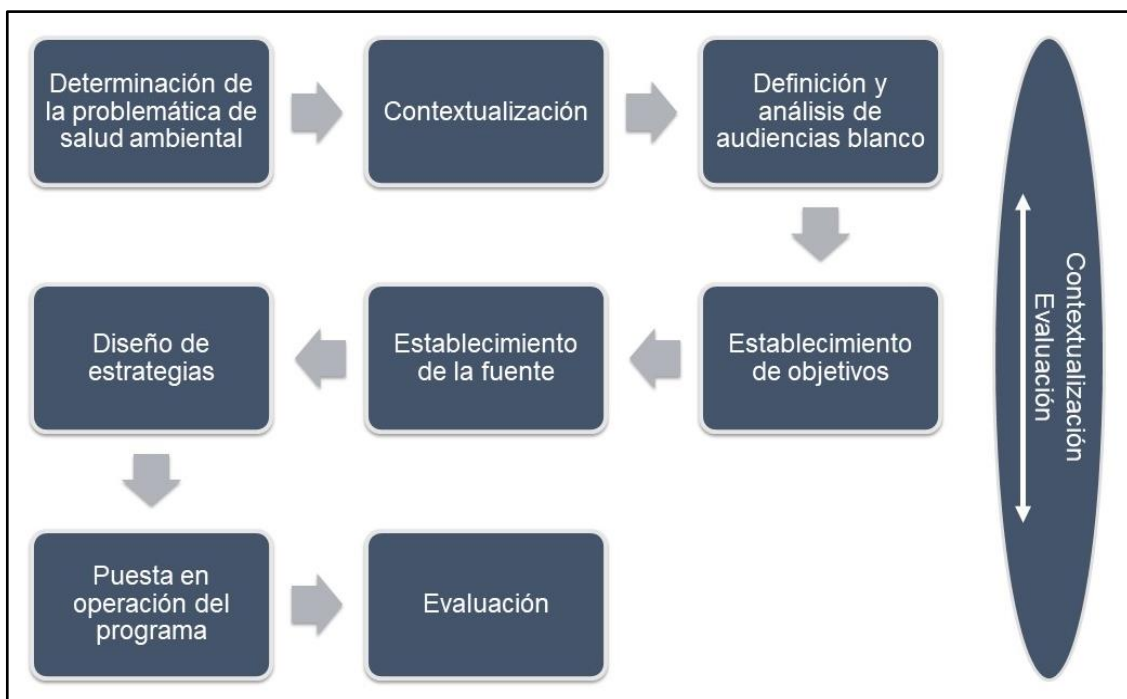 Determinación de
la problemática de
salud ambiental
Contextualización
Definición y
análisis de
audiencias blanco
Establecimiento
de objetivos
Establecimiento
de la fuente
Diseño de
estrategias
Puesta en
operación del
programa
Evaluación
Contextualización
Evaluación